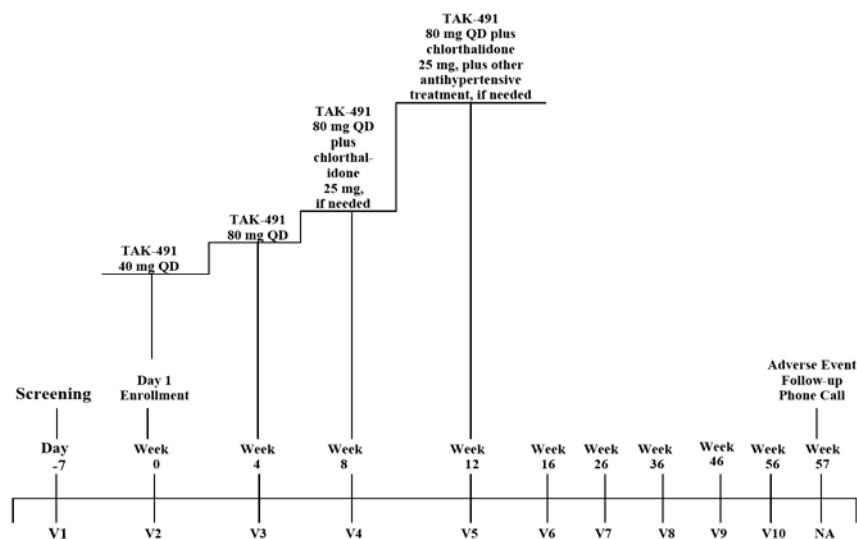 TAK-491
80 mg QD plus
chlorthalidone
25 mg, plus other
antihypertensive
treatment, if needed
TAK-491
80 mg QD
plus
chlorthal-
idone
25 mg,
if needed
TAK-491
80 mg QD
TAK-491
40 mg QD
Screening
Day 1
Enrollment
Adverse Event
Follow-up
Phone Call
Day
-7
Week
0
Week
4
Week
8
Week
12
Week
16
Week
26
Week
36
Week
46
Week
56
Week
57
V1
V2
V3
V4
V5
V6
V7
V8
V9
V10
NA